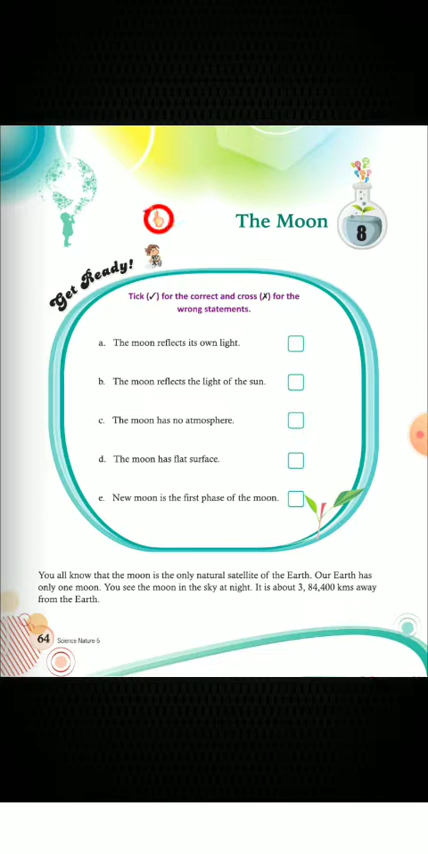 The Moon
8
Get Ready!
Tick (✓) for the correct and cross (✗) for the
wrong statements.
a. The moon reflects its own light.
b. The moon reflects the light of the sun.
c. The moon has no atmosphere.
d. The moon has flat surface.
e. New moon is the first phase of the moon.
You all know that the moon is the only natural satellite of the Earth. Our Earth has
only one moon. You see the moon in the sky at night. It is about 3, 84,400 kms away
from the Earth.
64 Science Nature 6